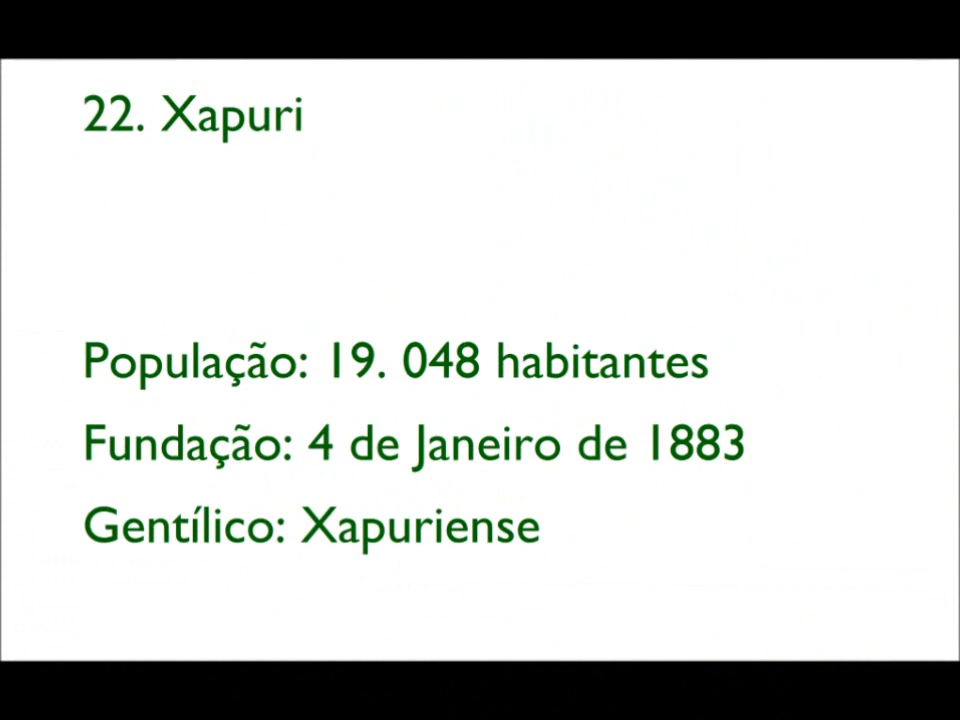 22. Xapuri
População: 19. 048 habitantes
Fundação: 4 de Janeiro de 1883
Gentílico: Xapuriense